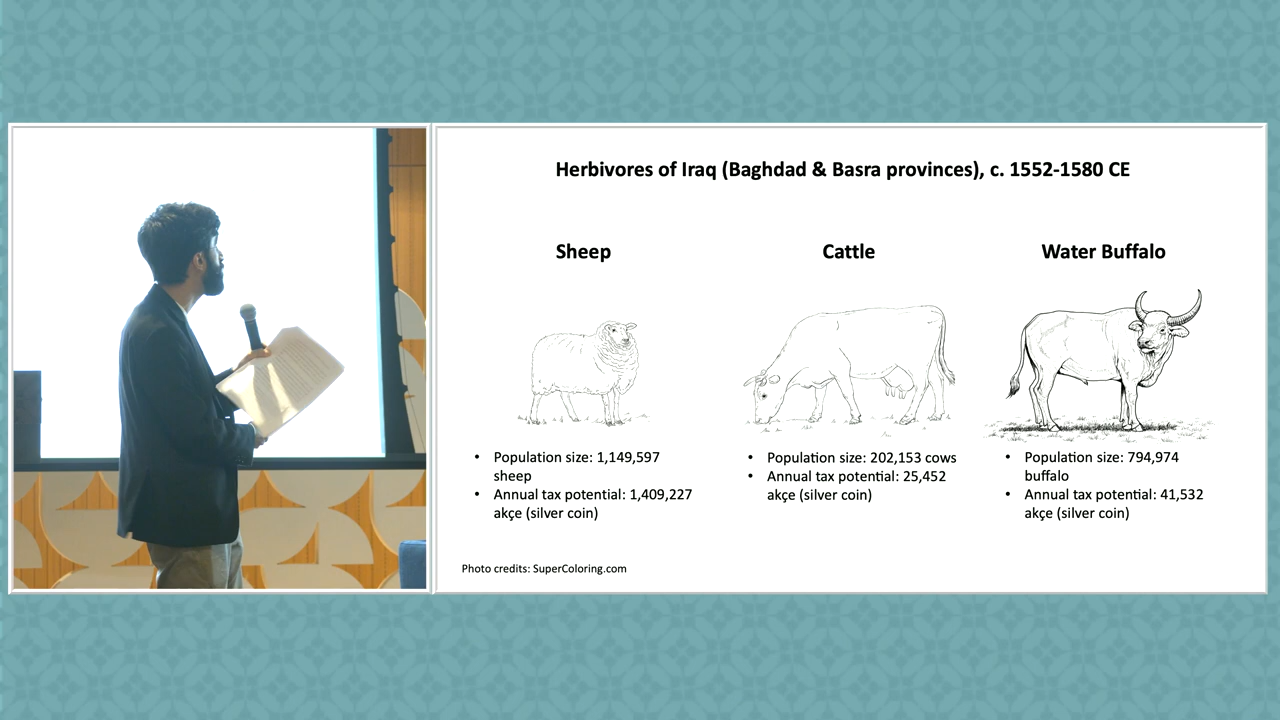 Herbivores of Iraq (Baghdad & Basra provinces), c. 1552-1580 CE
Sheep
• Population size: 1,149,597
sheep
• Annual tax potential: 1,409,227
akçe (silver coin)
Cattle
• Population size: 202,153 cows
• Annual tax potential: 25,452
akçe (silver coin)
Water Buffalo
• Population size: 794,974
buffalo
• Annual tax potential: 41,532
akçe (silver coin)
Photo credits: SuperColoring.com